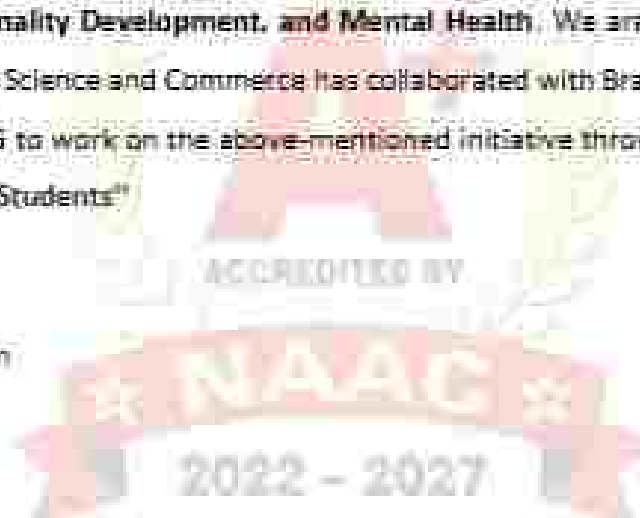 nality Development, and Mental Health. We are
Science and Commerce has collaborated with Bra
to work on the above-mentioned initiative throu
Students"
A+
ACCREDITED BY
n
NAAC
2022 - 2027